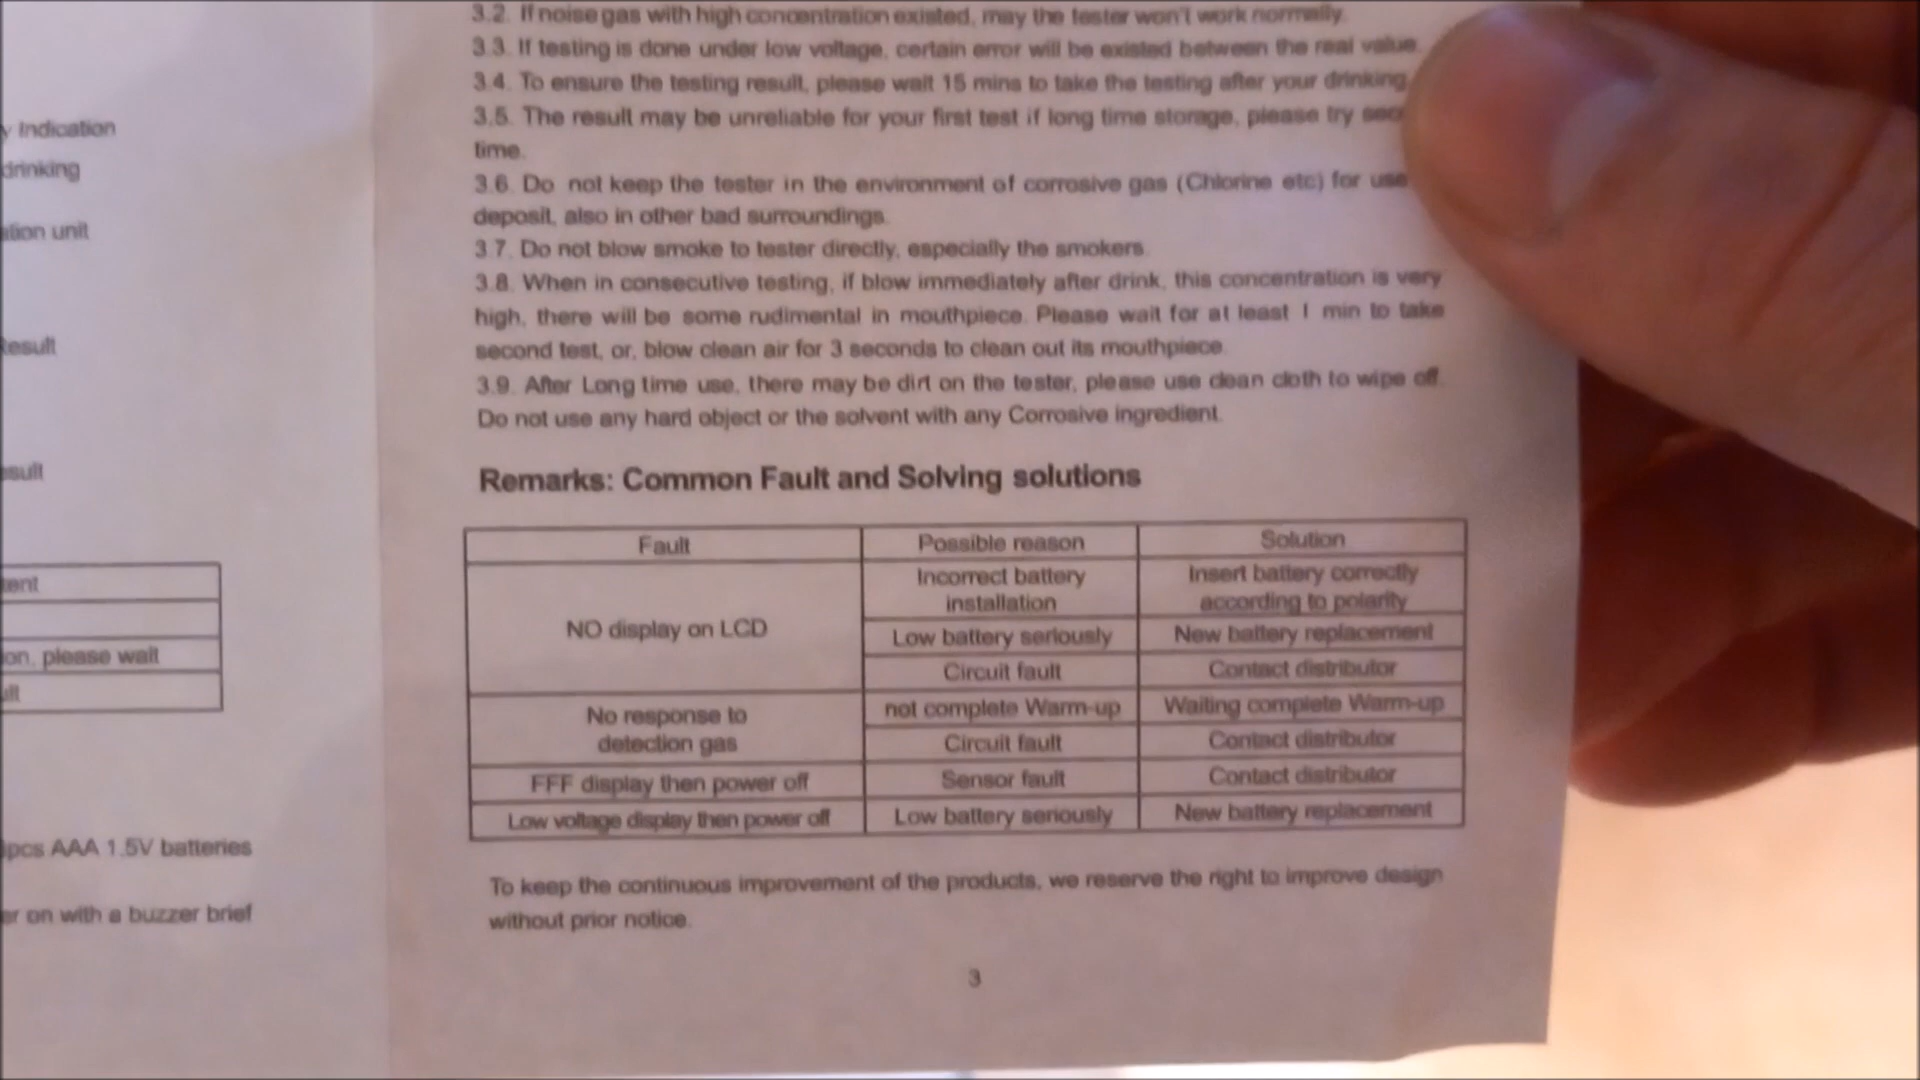 y Indication
drinking
ation unit
Result
esult
tent
on, please wait
ult
pcs AAA 1.5V batteries
er on with a buzzer brief
3.2. If noise gas with high concentration existed, may the tester won't work normally.
3.3. If testing is done under low voltage, certain error will be existed between the real value.
3.4. To ensure the testing result, please wait 15 mins to take the testing after your drinking.
3.5. The result may be unreliable for your first test if long time storage, please try
time.
3.6. Do not keep the tester in the environment of corrosive gas (Chlorine etc) for use
deposit, also in other bad surroundings.
3.7. Do not blow smoke to tester directly, especially the smokers.
3.8. When in consecutive testing, if blow immediately after drink, this concentration is very
high, there will be some rudimental in mouthpiece. Please wait for at least 1 min to take
second test, or, blow clean air for 3 seconds to clean out its mouthpiece.
3.9. After Long time use, there may be dirt on the tester, please use clean cloth to wipe off.
Do not use any hard object or the solvent with any Corrosive ingredient.
Remarks: Common Fault and Solving solutions
Fault Possible reason Solution
NO display on LCD
Incorrect battery installation Insert battery correctly according to polarity
Low battery seriously New battery replacement
Circuit fault Contact distributor
No response to detection gas
not complete Warm-up Waiting complete Warm-up
Circuit fault Contact distributor
FFF display then power off Sensor fault Contact distributor
Low voltage display then power off Low battery seriously New battery replacement
To keep the continuous improvement of the products, we reserve the right to improve design
without prior notice.
3